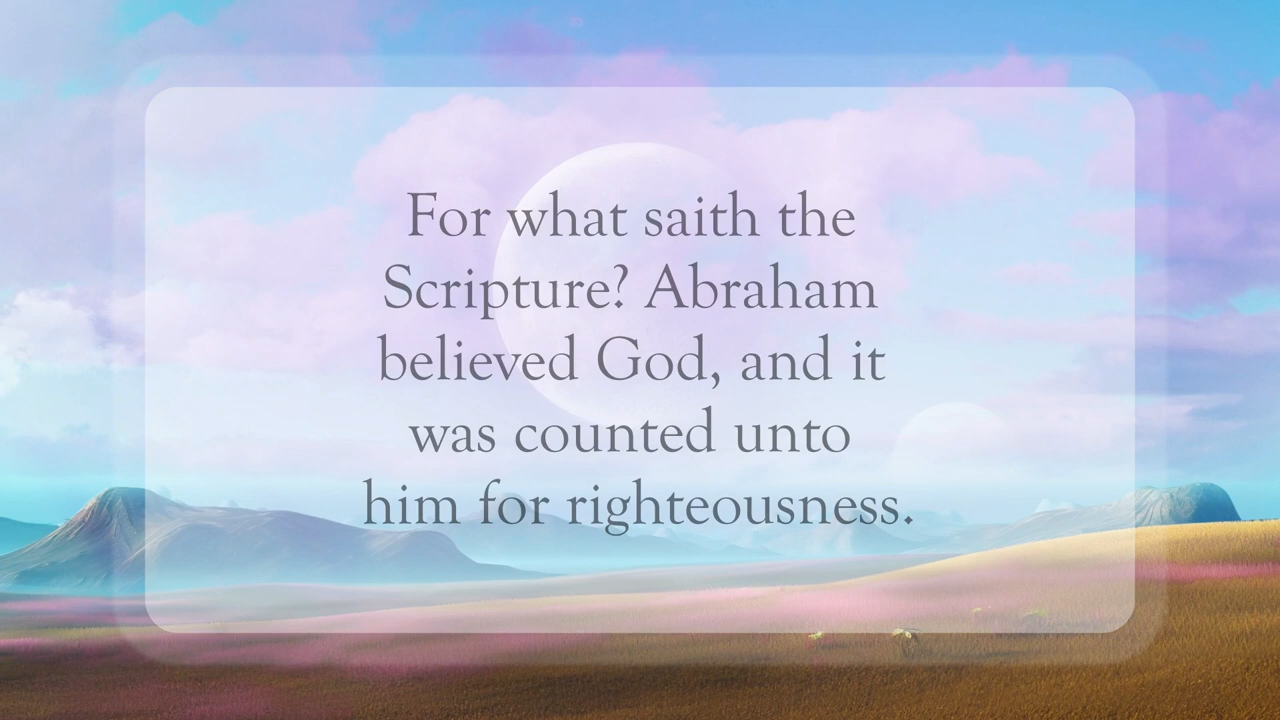 For what saith the
Scripture? Abraham
believed God, and it
was counted unto
him for righteousness.